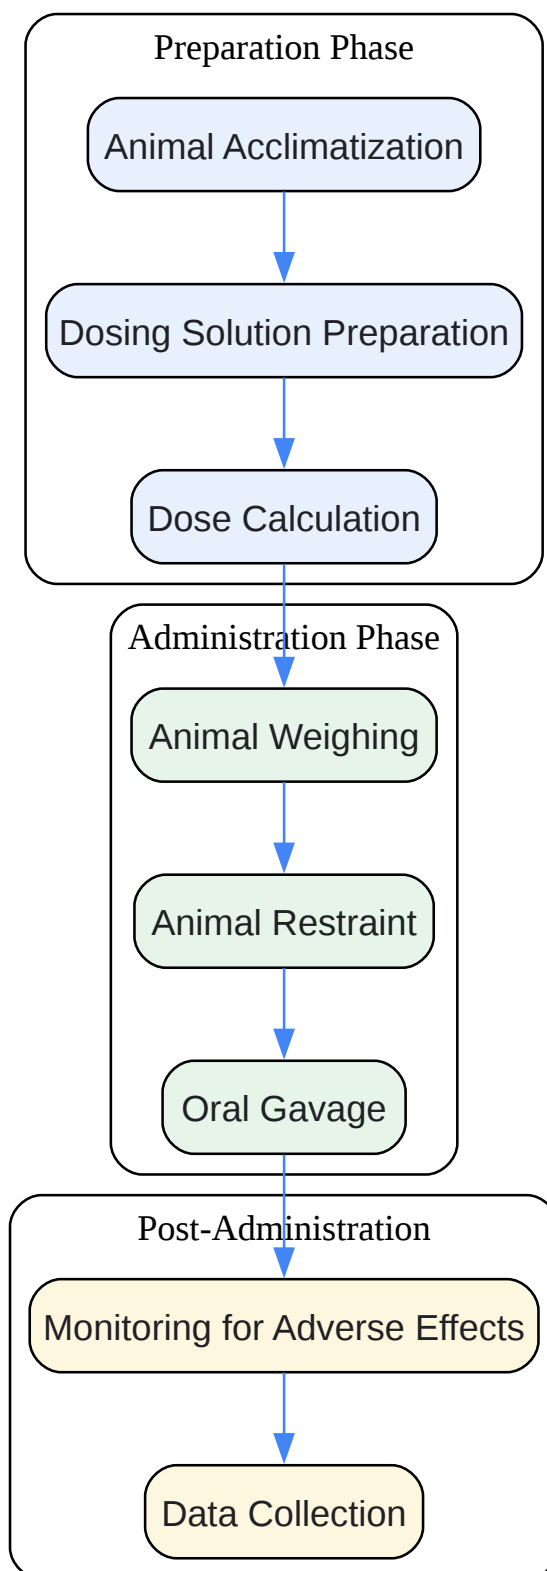 Preparation Phase
Animal Acclimatization
Dosing Solution Preparation
Dose Calculation
Administration Phase
Animal Weighing
Animal Restraint
Oral Gavage
Post-Administration
Monitoring for Adverse Effects
Data Collection